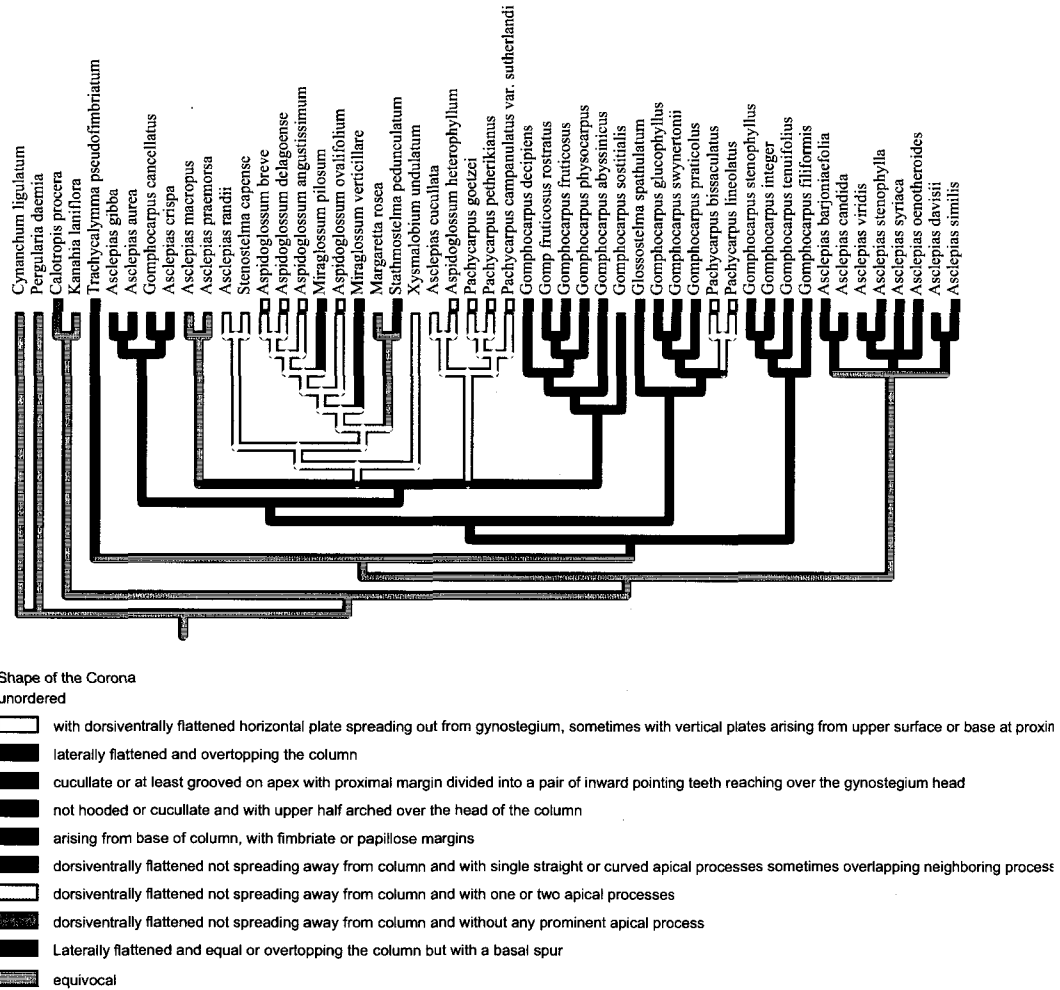 Cynanchum ligulatum
Pergularia daemia
Calotropis procera
Kanahia laniflora
Trachycalymma pseudofimbriatum
Asclepias gibba
Asclepias aurea
Gomphocarpus cancellatus
Asclepias crispa
Asclepias macropus
Asclepias praemorsa
Asclepias randii
Stenostelma capense
Aspidoglossum breve
Aspidoglossum delagoense
Aspidoglossum angustissimum
Miraglossum pilosum
Aspidoglossum ovalifolium
Miraglossum verticillare
Margaretta rosea
Stathmostelma pedunculatum
Xysmalobium undulatum
Asclepias cucullata
Aspidoglossum heterophyllum
Pachycarpus goetzei
Pachycarpus petherikianus
Pachycarpus campanulatus var. sutherlandi
Gomphocarpus decipiens
Gomp fruticosus rostratus
Gomphocarpus fruticosus
Gomphocarpus physocarpus
Gomphocarpus abyssinicus
Gomphocarpus sostitialis
Glossostelma spathulatum
Gomphocarpus glucophyllus
Gomphocarpus swynertonii
Gomphocarpus praticolus
Pachycarpus bissaculatus
Pachycarpus lineolatus
Gomphocarpus stenophyllus
Gomphocarpus integer
Gomphocarpus tenuifolius
Gomphocarpus filiformis
Asclepias barjoniaefolia
Asclepias candida
Asclepias viridis
Asclepias stenophylla
Asclepias syriaca
Asclepias oenotheroides
Asclepias davisii
Asclepias similis
Shape of the Corona
unordered
with dorsiventrally flattened horizontal plate spreading out from gynostegium, sometimes with vertical plates arising from upper surface or base at proxin
laterally flattened and overtopping the column
cucullate or at least grooved on apex with proximal margin divided into a pair of inward pointing teeth reaching over the gynostegium head
not hooded or cucullate and with upper half arched over the head of the column
arising from base of column, with fimbriate or papillose margins
dorsiventrally flattened not spreading away from column and with single straight or curved apical processes sometimes overlapping neighboring process
dorsiventrally flattened not spreading away from column and with one or two apical processes
dorsiventrally flattened not spreading away from column and without any prominent apical process
Laterally flattened and equal or overtopping the column but with a basal spur
equivocal